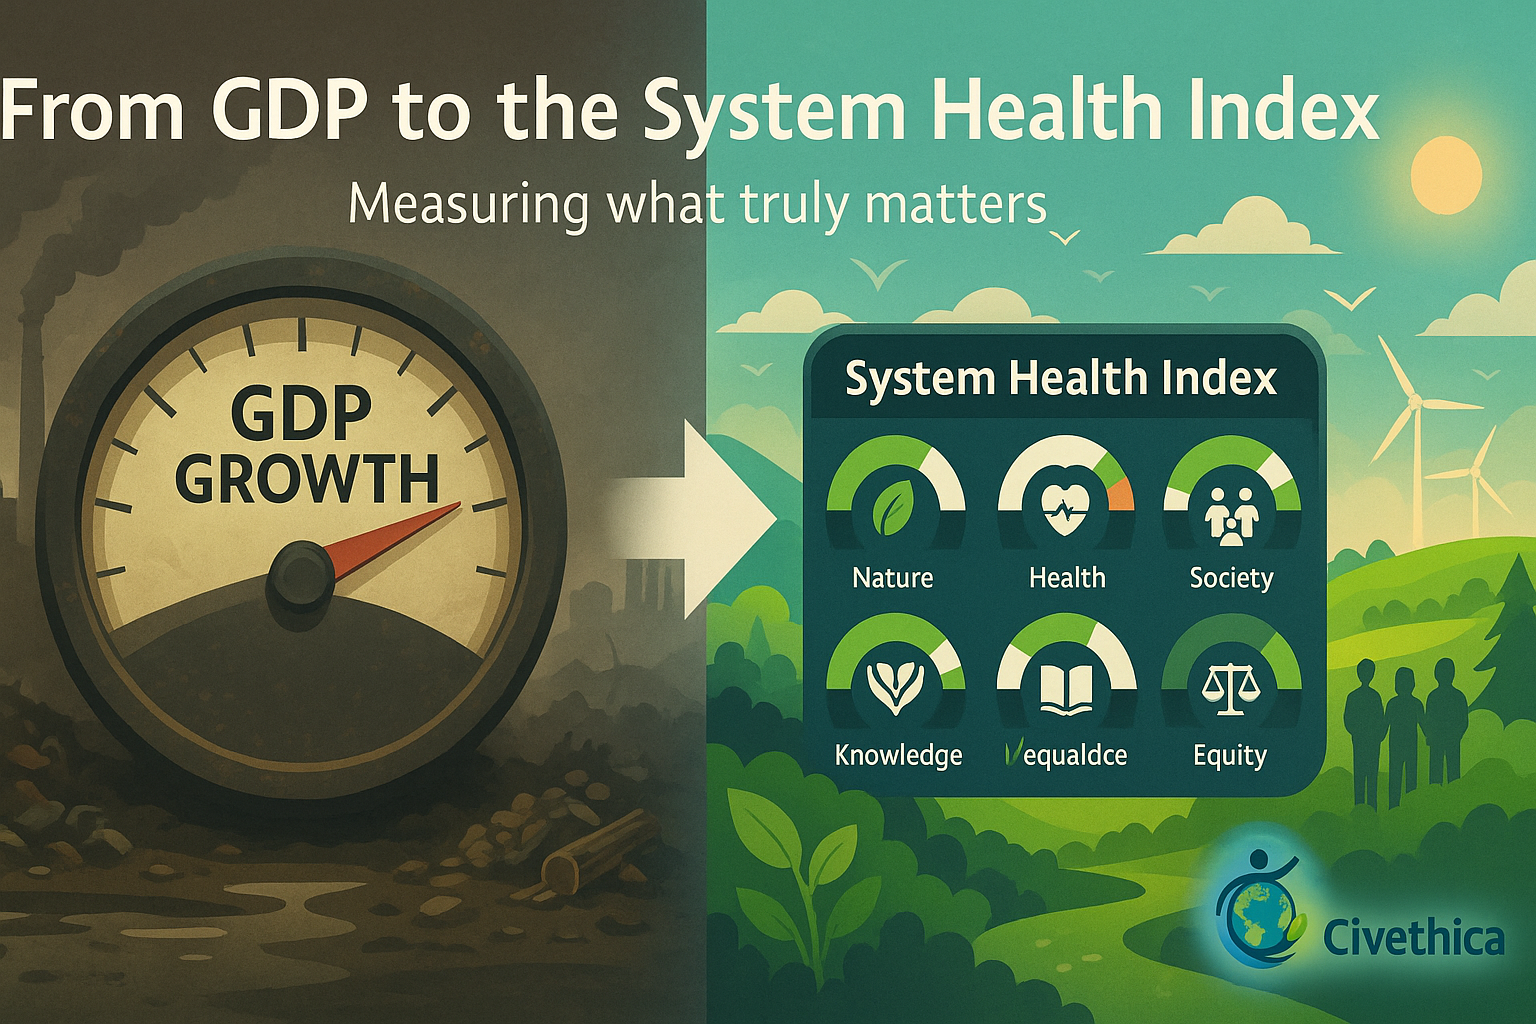 From GDP to the System Health Index
Measuring what truly matters
GDP
GROWTH
System Health Index
Nature
Health
Society
Knowledge
Vequaldce
Equity
Civethica